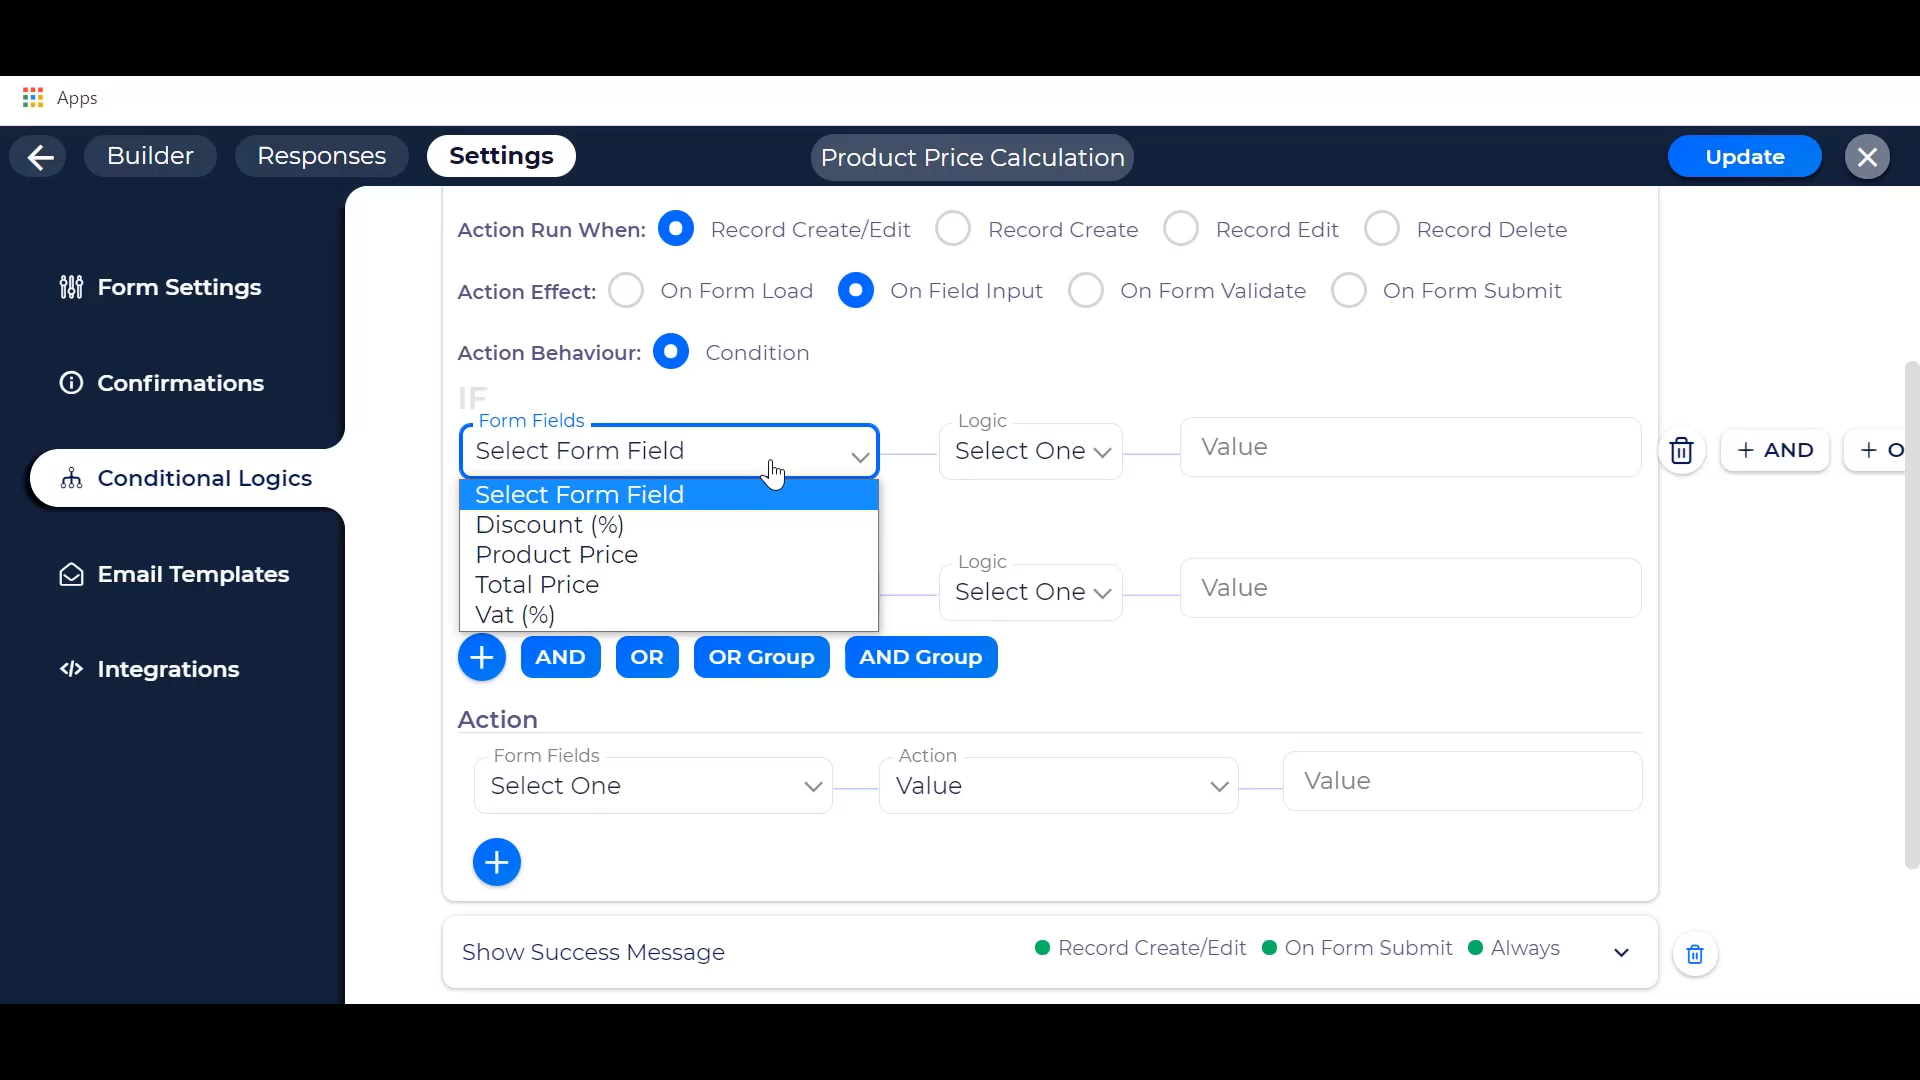 Apps
Builder Responses Settings Product Price Calculation Update
Action Run When: Record Create/Edit Record Create Record Edit Record Delete
Form Settings
Action Effect: On Form Load On Field Input On Form Validate On Form Submit
Action Behaviour: Condition
Confirmations
IF
Form Fields Logic
Select Form Field Select One Value + AND + O
Conditional Logics
Select Form Field
Discount (%)
Product Price
Logic
Total Price Select One Value
Email Templates
Vat (%)
+ AND OR OR Group AND Group
Integrations
Action
Form Fields Action
Select One Value Value
+
Show Success Message Record Create/Edit On Form Submit Always